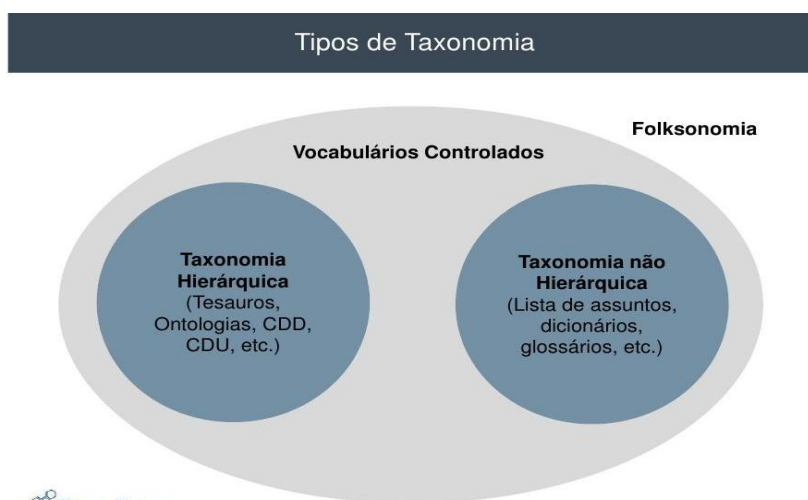 Tipos de Taxonomia
Folksonomia
Vocabulários Controlados
Taxonomia
Hierárquica
(Tesauros,
Ontologias, CDD,
CDU, etc.)
Taxonomia não
Hierárquica
(Lista de assuntos,
dicionários,
glossários, etc.)